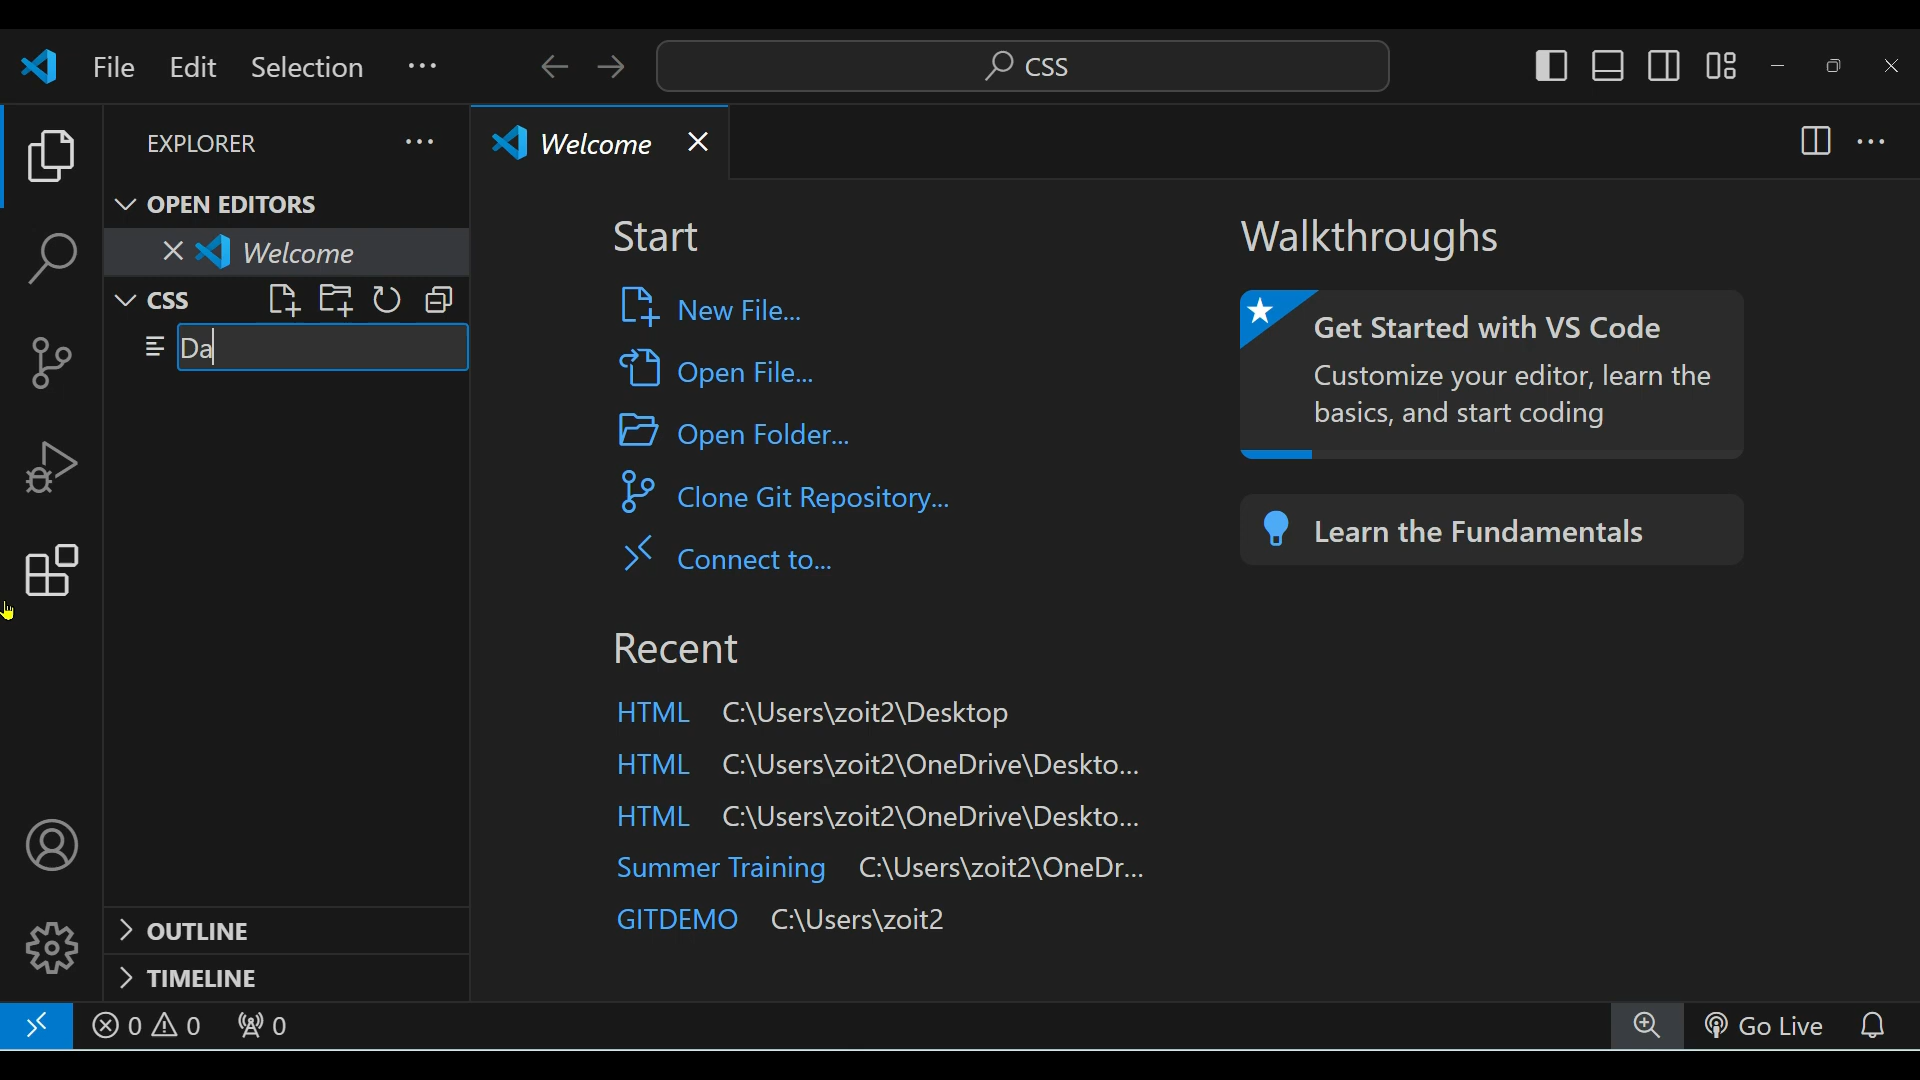 File Edit Selection ···
CSS
EXPLORER ···
Welcome
OPEN EDITORS
Welcome
CSS
Da
Start
New File...
Open File...
Open Folder...
Clone Git Repository...
Connect to...
Recent
HTML C:\Users\zoit2\Desktop
HTML C:\Users\zoit2\OneDrive\Deskto...
HTML C:\Users\zoit2\OneDrive\Deskto...
Summer Training C:\Users\zoit2\OneDr...
GITDEMO C:\Users\zoit2
Walkthroughs
Get Started with VS Code
Customize your editor, learn the
basics, and start coding
Learn the Fundamentals
OUTLINE
TIMELINE
0 0 0
Go Live